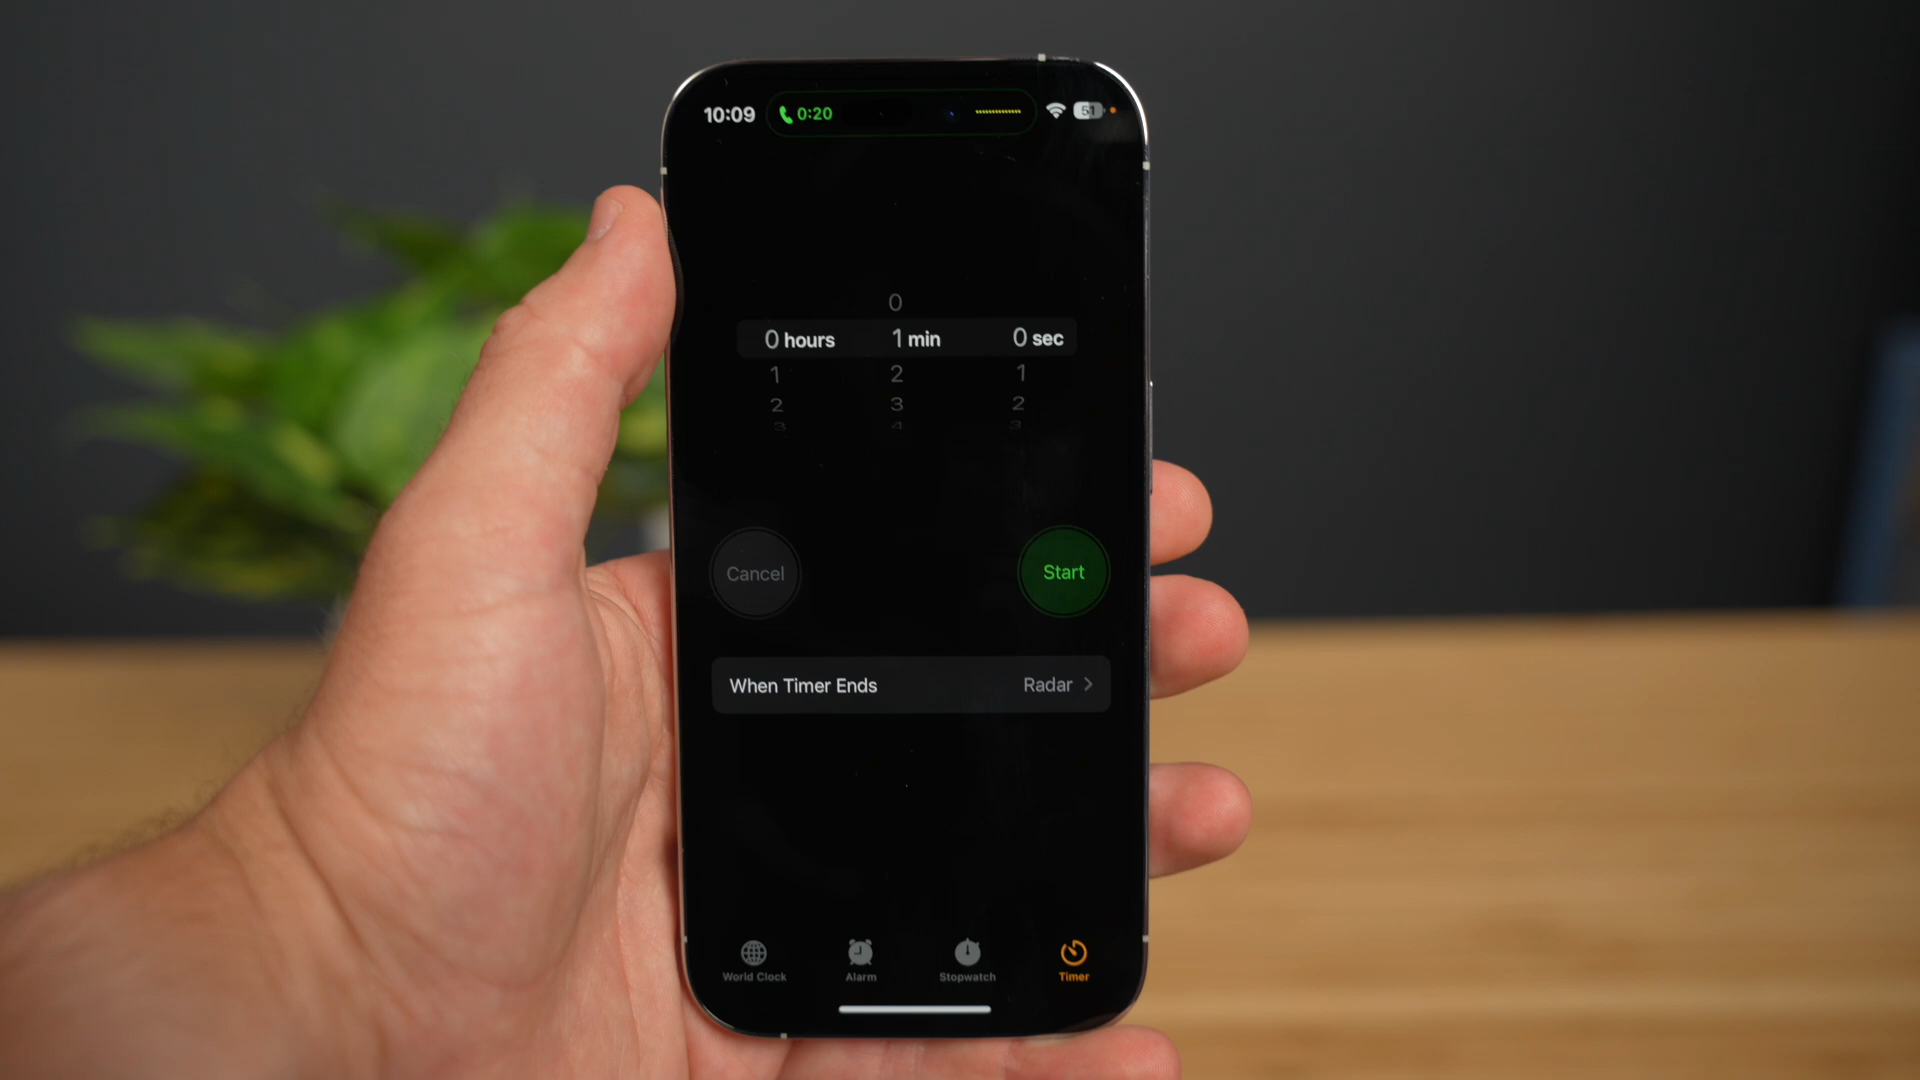 10:09 0:20 51
0
0 hours 1 min 0 sec
1 2 1
2 3 2
3 4 3
Cancel Start
When Timer Ends Radar
World Clock Alarm Stopwatch Timer